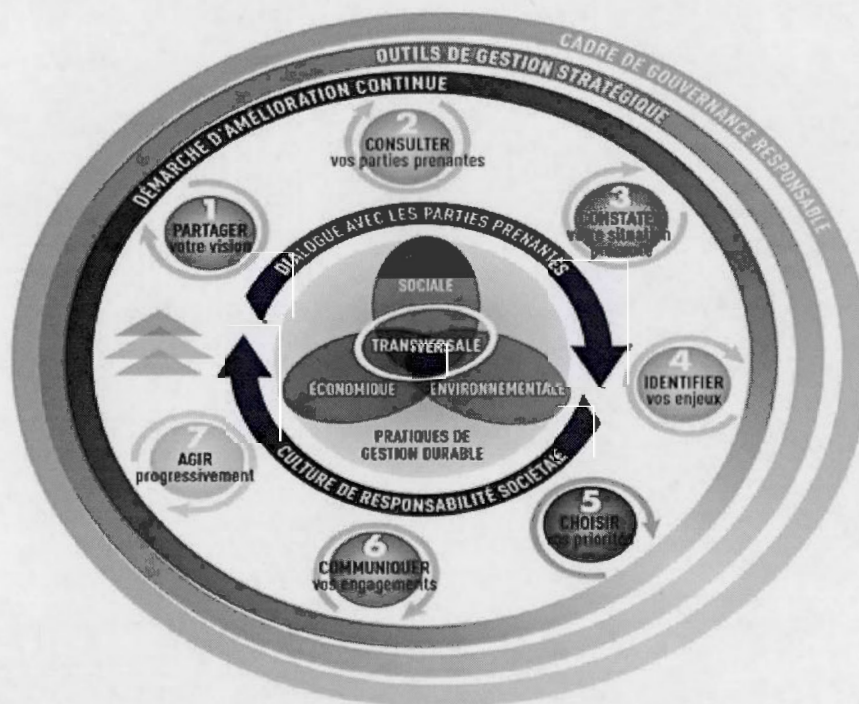 CADRE DE GOUVERNANCE RESPONSABLE
OUTILS DE GESTION STRATÉGIQUE
DÉMARCHE D'AMÉLIORATION CONTINUE
1
PARTAGER
votre vision
2
CONSULTER
vos parties prenantes
3
CONSTATER
votre situation
4
IDENTIFIER
vos enjeux
5
CHOISIR
vos priorités
6
COMMUNIQUER
vos engagements
7
AGIR
progressivement
DIALOGUE AVEC LES PARTIES PRENANTES
SOCIALE
TRANSVERSALE
ÉCONOMIQUE
ENVIRONNEMENTALE
PRATIQUES DE
GESTION DURABLE
CULTURE DE RESPONSABILITÉ SOCIÉTALE